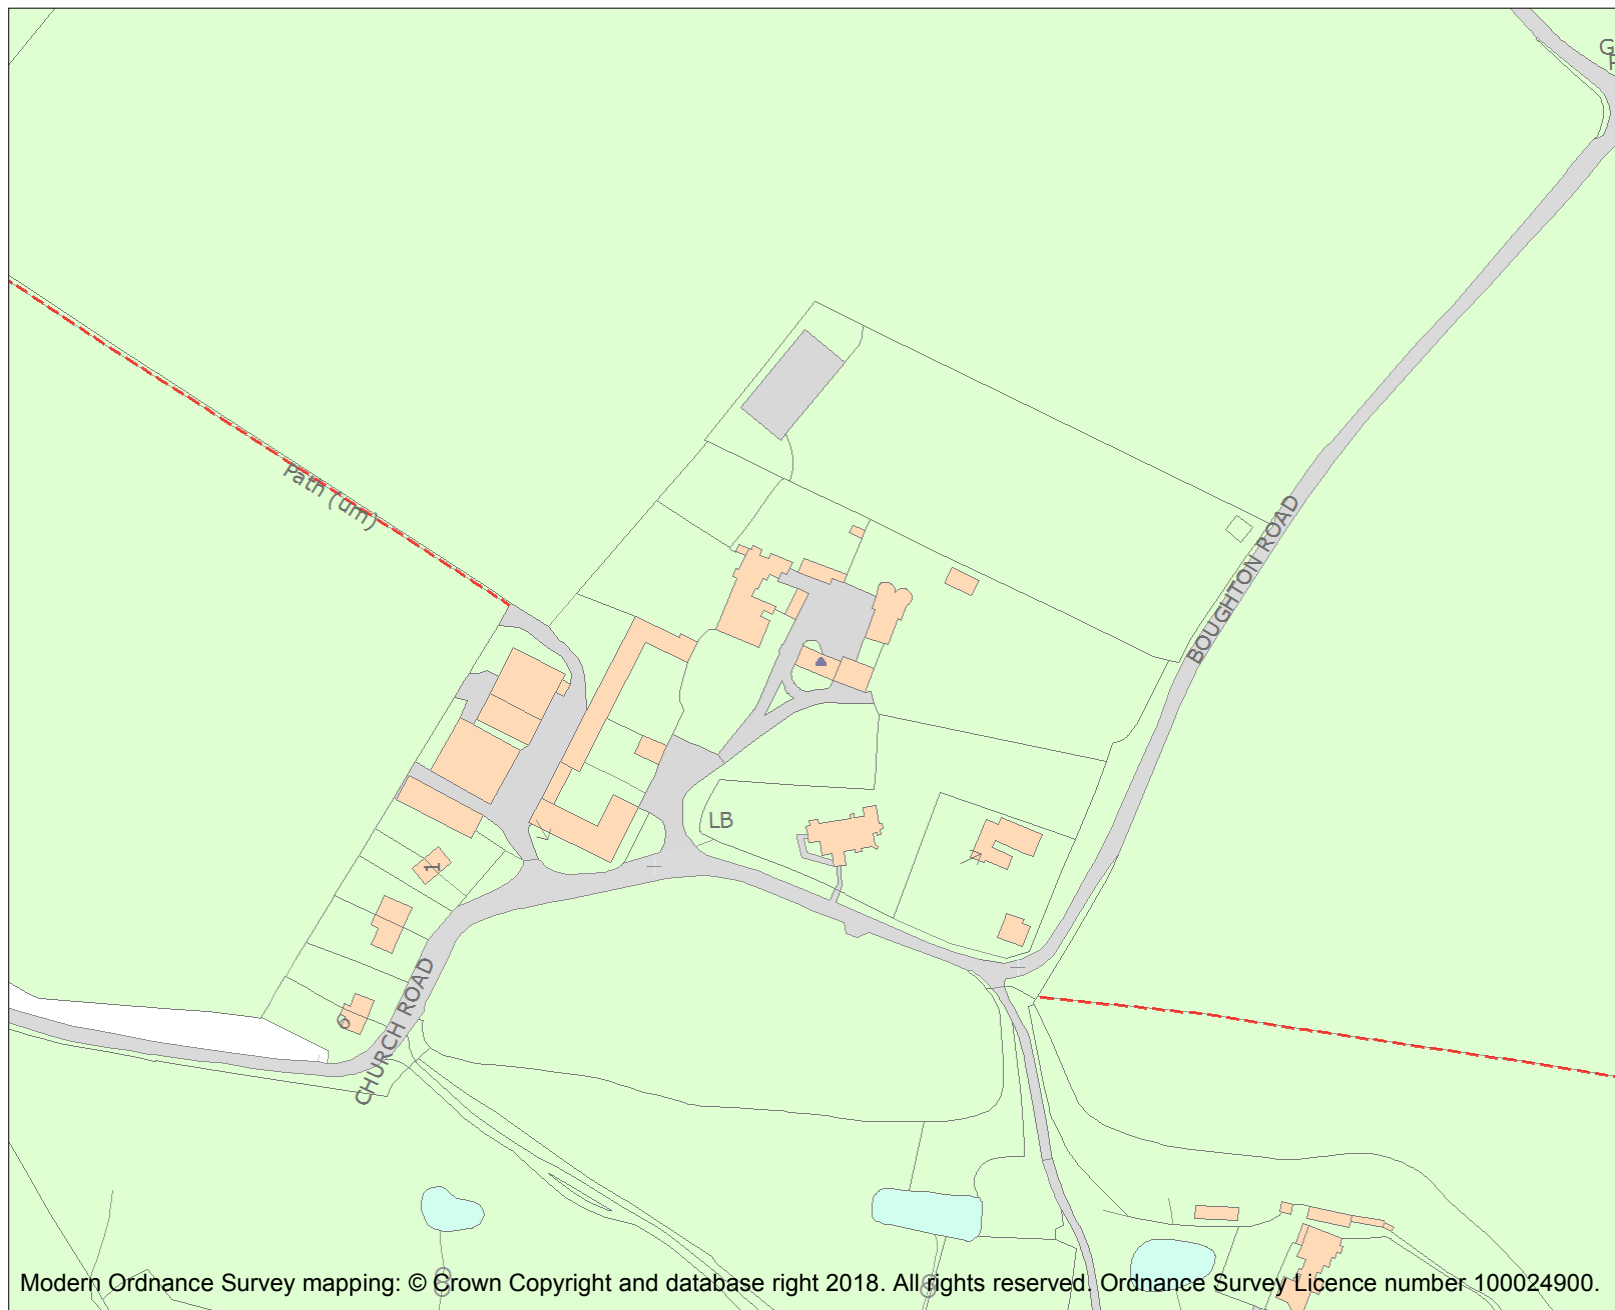 G
Path (um)
BOUGHTON ROAD
LB
1
CHURCH ROAD
6
Modern Ordnance Survey mapping: © Crown Copyright and database right 2018. All rights reserved. Ordnance Survey Licence number 100024900.